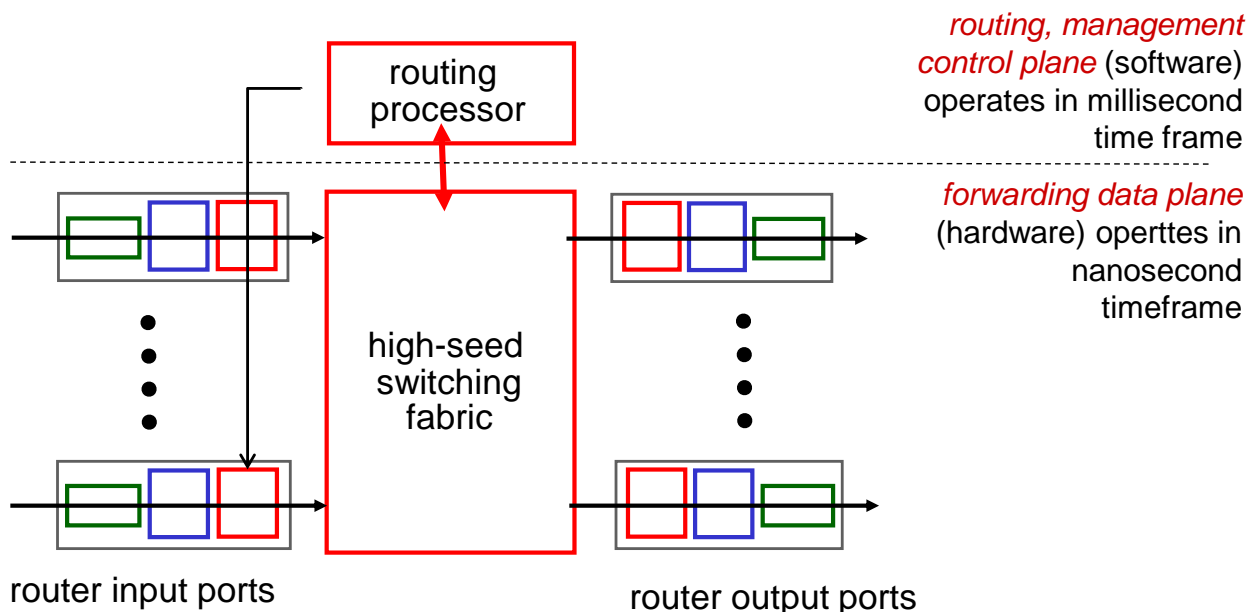 routing, management
control plane (software)
operates in millisecond
time frame
routing
processor
forwarding data plane
(hardware) operttes in
nanosecond
timeframe
high-seed
switching
fabric
router input ports
router output ports